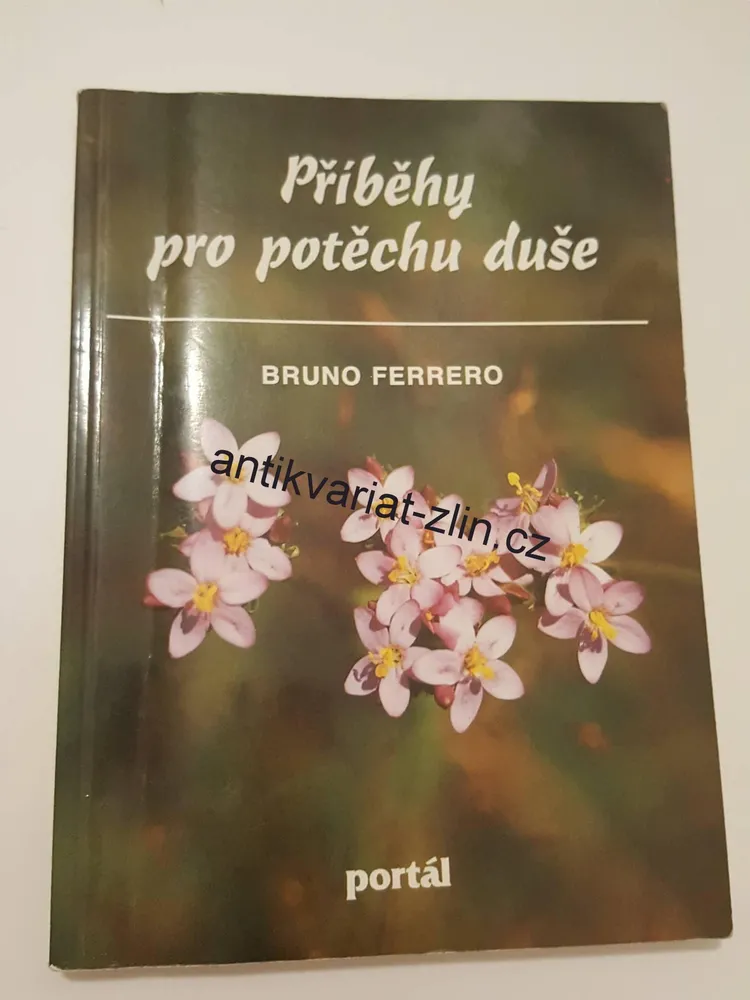 Příběhy
pro potěchu duše
BRUNO FERRERO
antikvariat-zlin.cz
portál